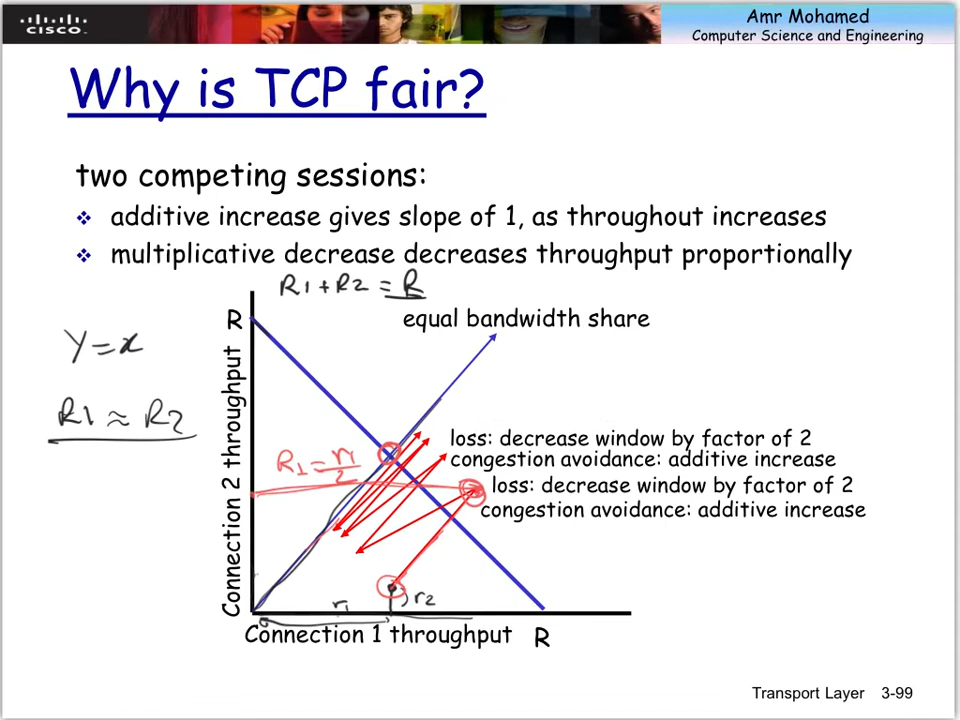 CISCO
Amr Mohamed
Computer Science and Engineering
Why is TCP fair?
two competing sessions:
❖ additive increase gives slope of 1, as throughout increases
❖ multiplicative decrease decreases throughput proportionally
R1+R2 = R
R
equal bandwidth share
Y=x
R1 ≈ R2
Connection 2 throughput
loss: decrease window by factor of 2
congestion avoidance: additive increase
R1 = r1/2
loss: decrease window by factor of 2
congestion avoidance: additive increase
r1
r2
Connection 1 throughput
R
Transport Layer 3-99